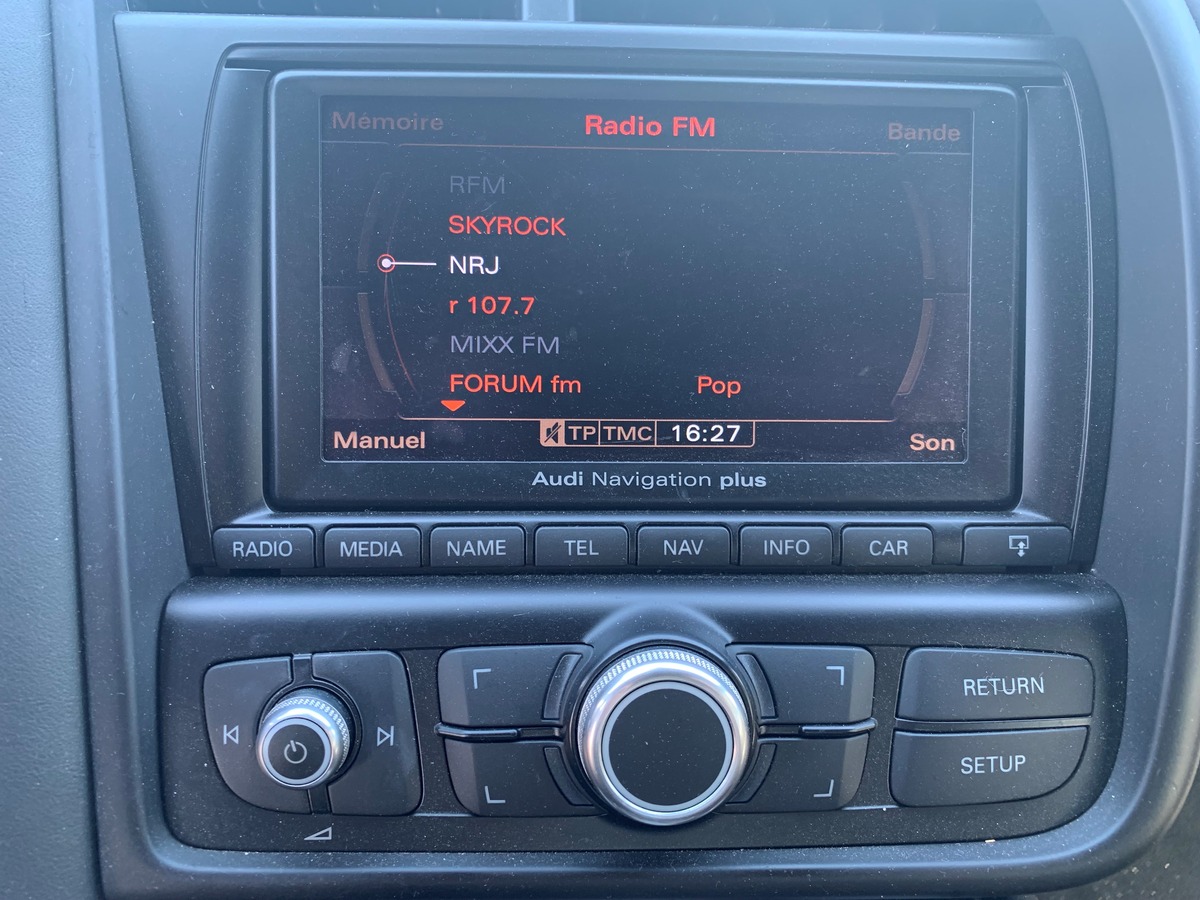 Mémoire Radio FM Bande
RFM
SKYROCK
NRJ
r 107.7
MIXX FM
FORUM fm Pop
Manuel TP TMC 16:27 Son
Audi Navigation plus
RADIO MEDIA NAME TEL NAV INFO CAR
RETURN
SETUP